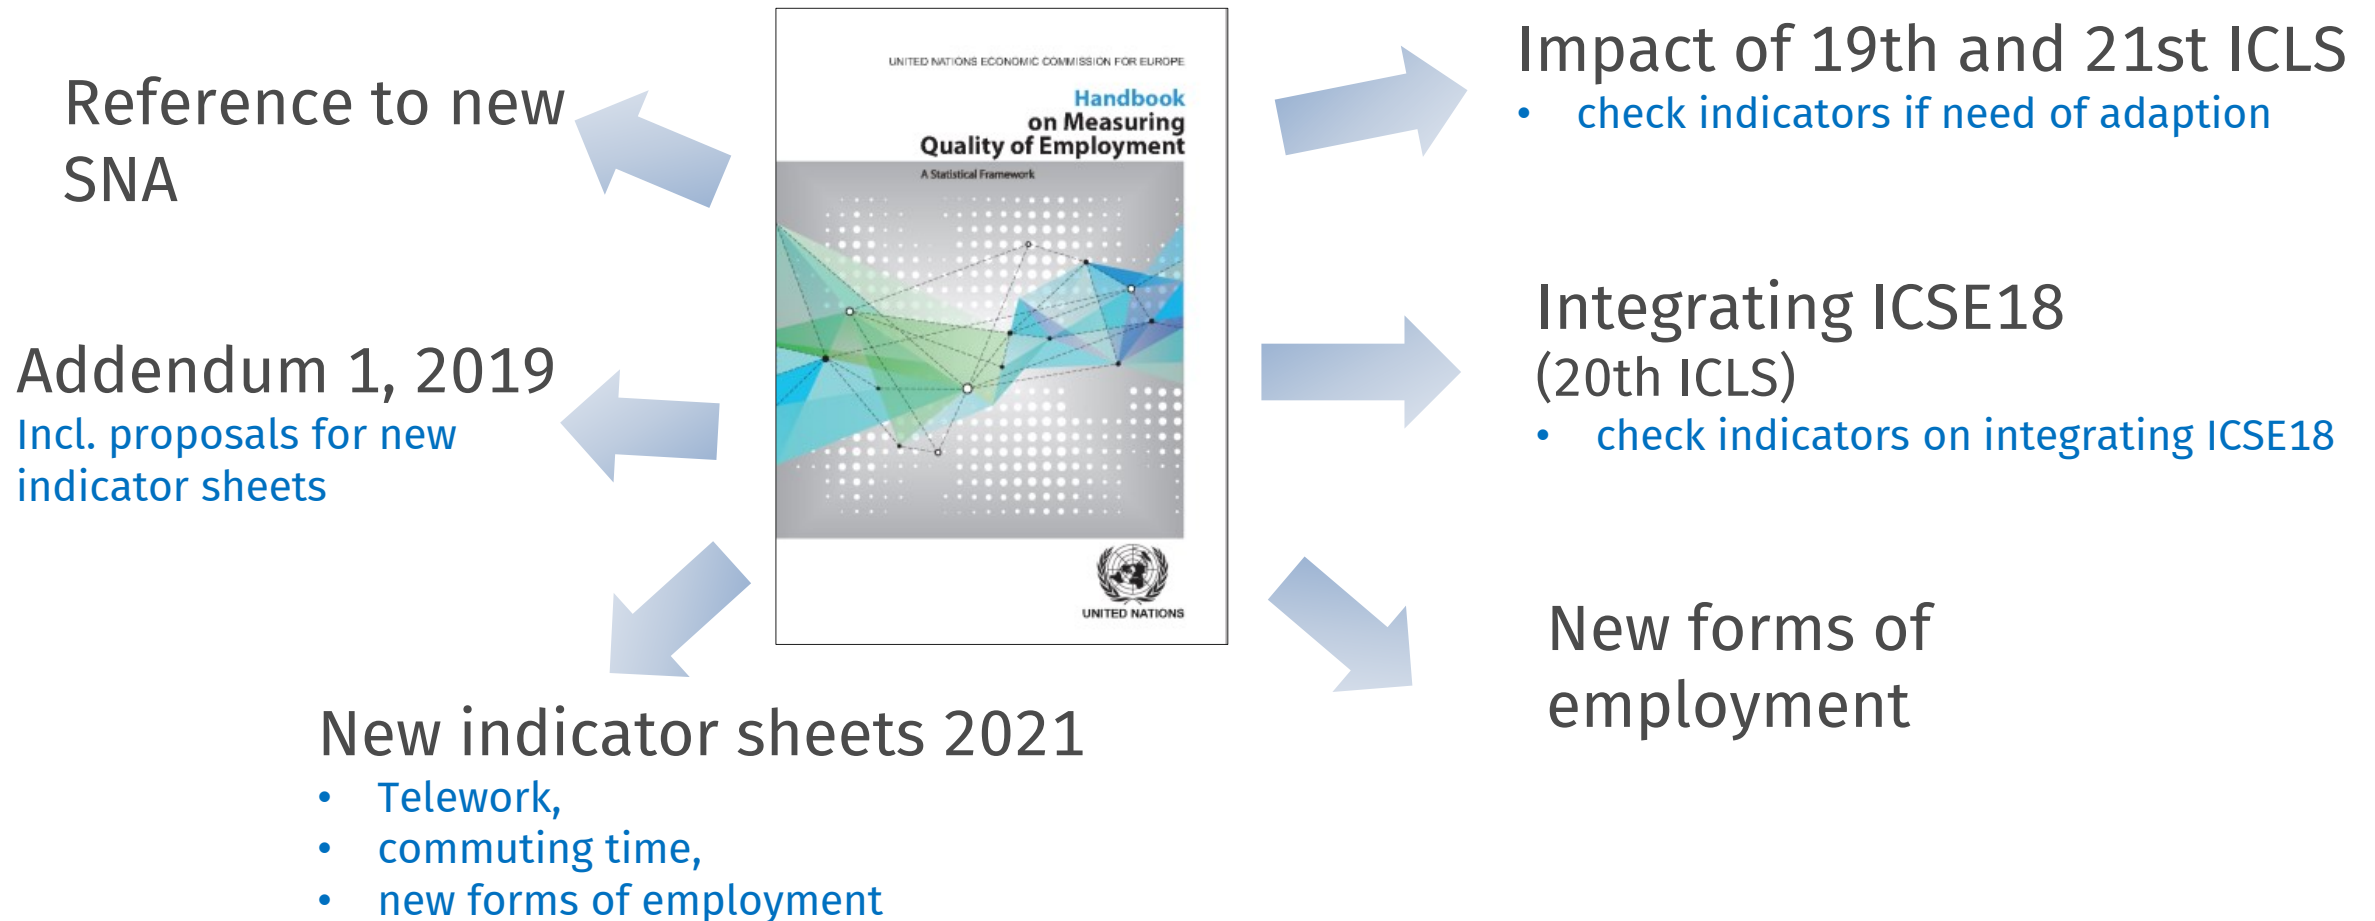 Reference to new
SNA
Addendum 1, 2019
Incl. proposals for new
indicator sheets
New indicator sheets 2021
• Telework,
• commuting time,
• new forms of employment
UNITED NATIONS ECONOMIC COMMISSION FOR EUROPE
Handbook
on Measuring
Quality of Employment
A Statistical Framework
UNITED NATIONS
Impact of 19th and 21st ICLS
• check indicators if need of adaption
Integrating ICSE18
(20th ICLS)
• check indicators on integrating ICSE18
New forms of
employment